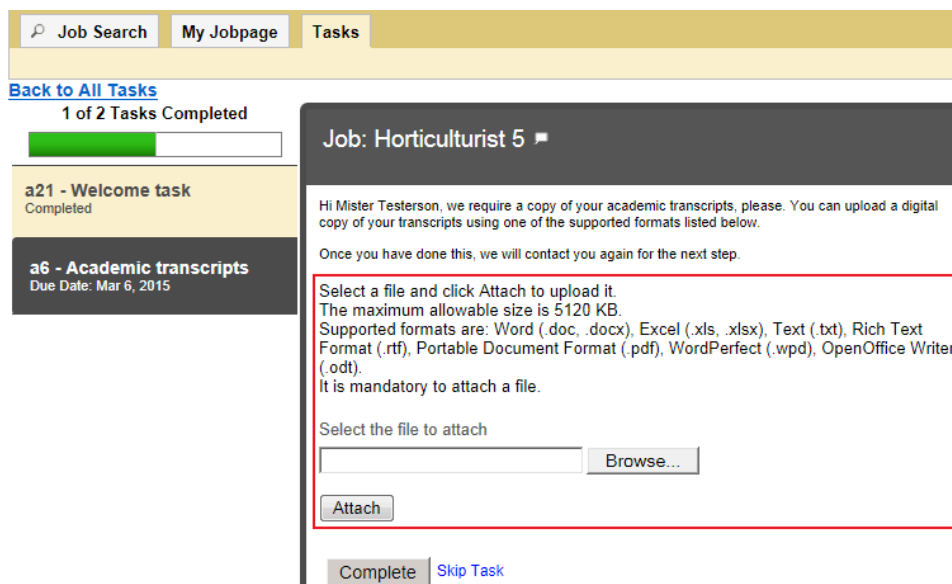 Job Search
My Jobpage
Tasks
Back to All Tasks
1 of 2 Tasks Completed
a21 - Welcome task
Completed
a6 - Academic transcripts
Due Date: Mar 6, 2015
Job: Horticulturist 5
Hi Mister Testerson, we require a copy of your academic transcripts, please. You can upload a digital
copy of your transcripts using one of the supported formats listed below.
Once you have done this, we will contact you again for the next step.
Select a file and click Attach to upload it.
The maximum allowable size is 5120 KB.
Supported formats are: Word (.doc, .docx), Excel (.xls, .xlsx), Text (.txt), Rich Text
Format (.rtf), Portable Document Format (.pdf), WordPerfect (.wpd), OpenOffice Writer
(.odt).
It is mandatory to attach a file.
Select the file to attach
Browse...
Attach
Complete
Skip Task